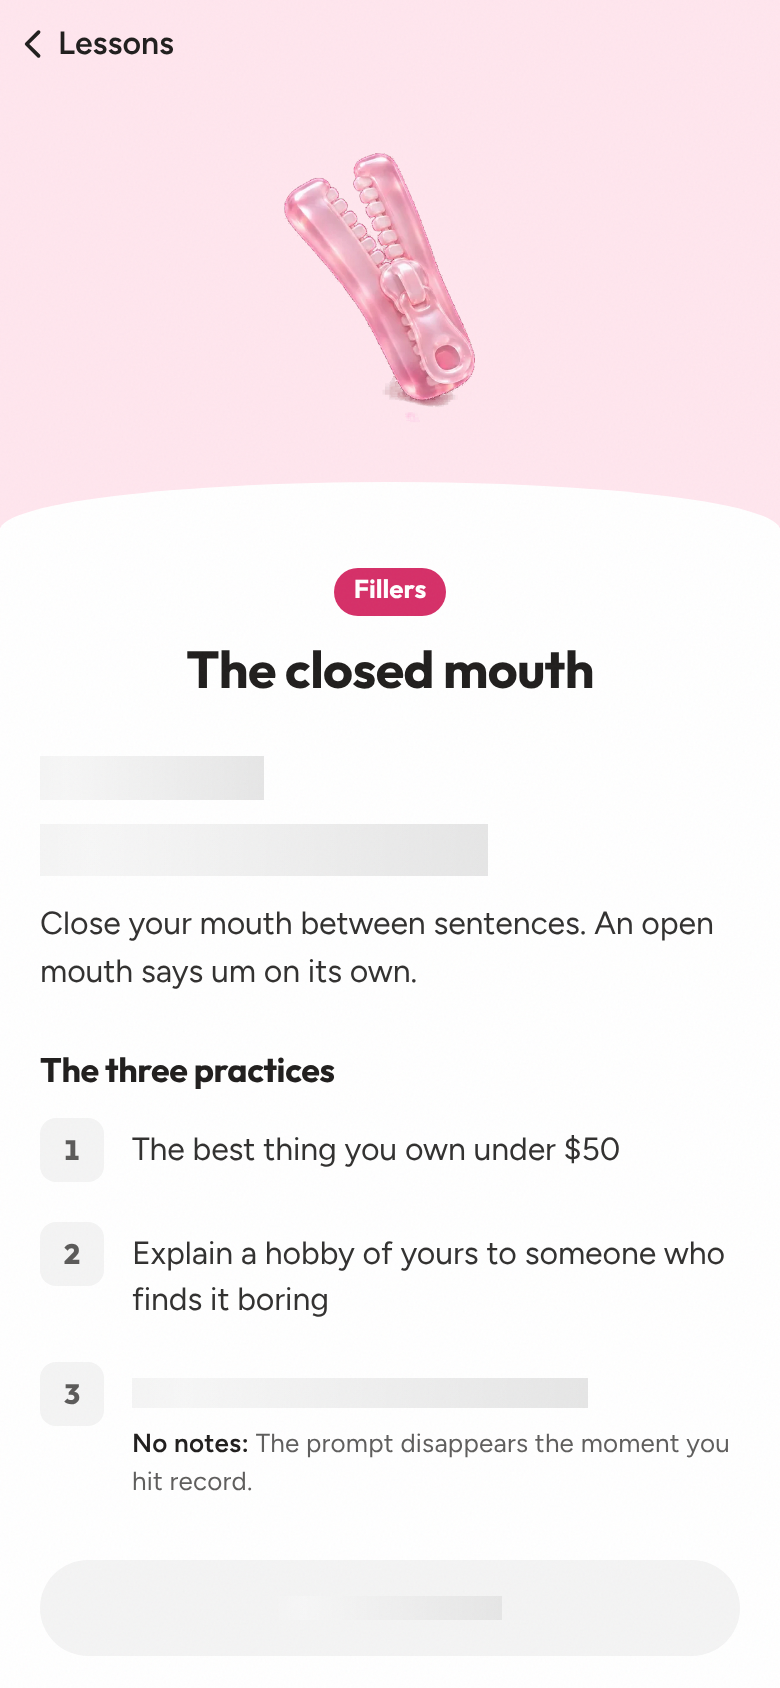 Lessons
Fillers
The closed mouth
Close your mouth between sentences. An open
mouth says um on its own.
The three practices
1
The best thing you own under $50
2
Explain a hobby of yours to someone who
finds it boring
3
No notes: The prompt disappears the moment you
hit record.